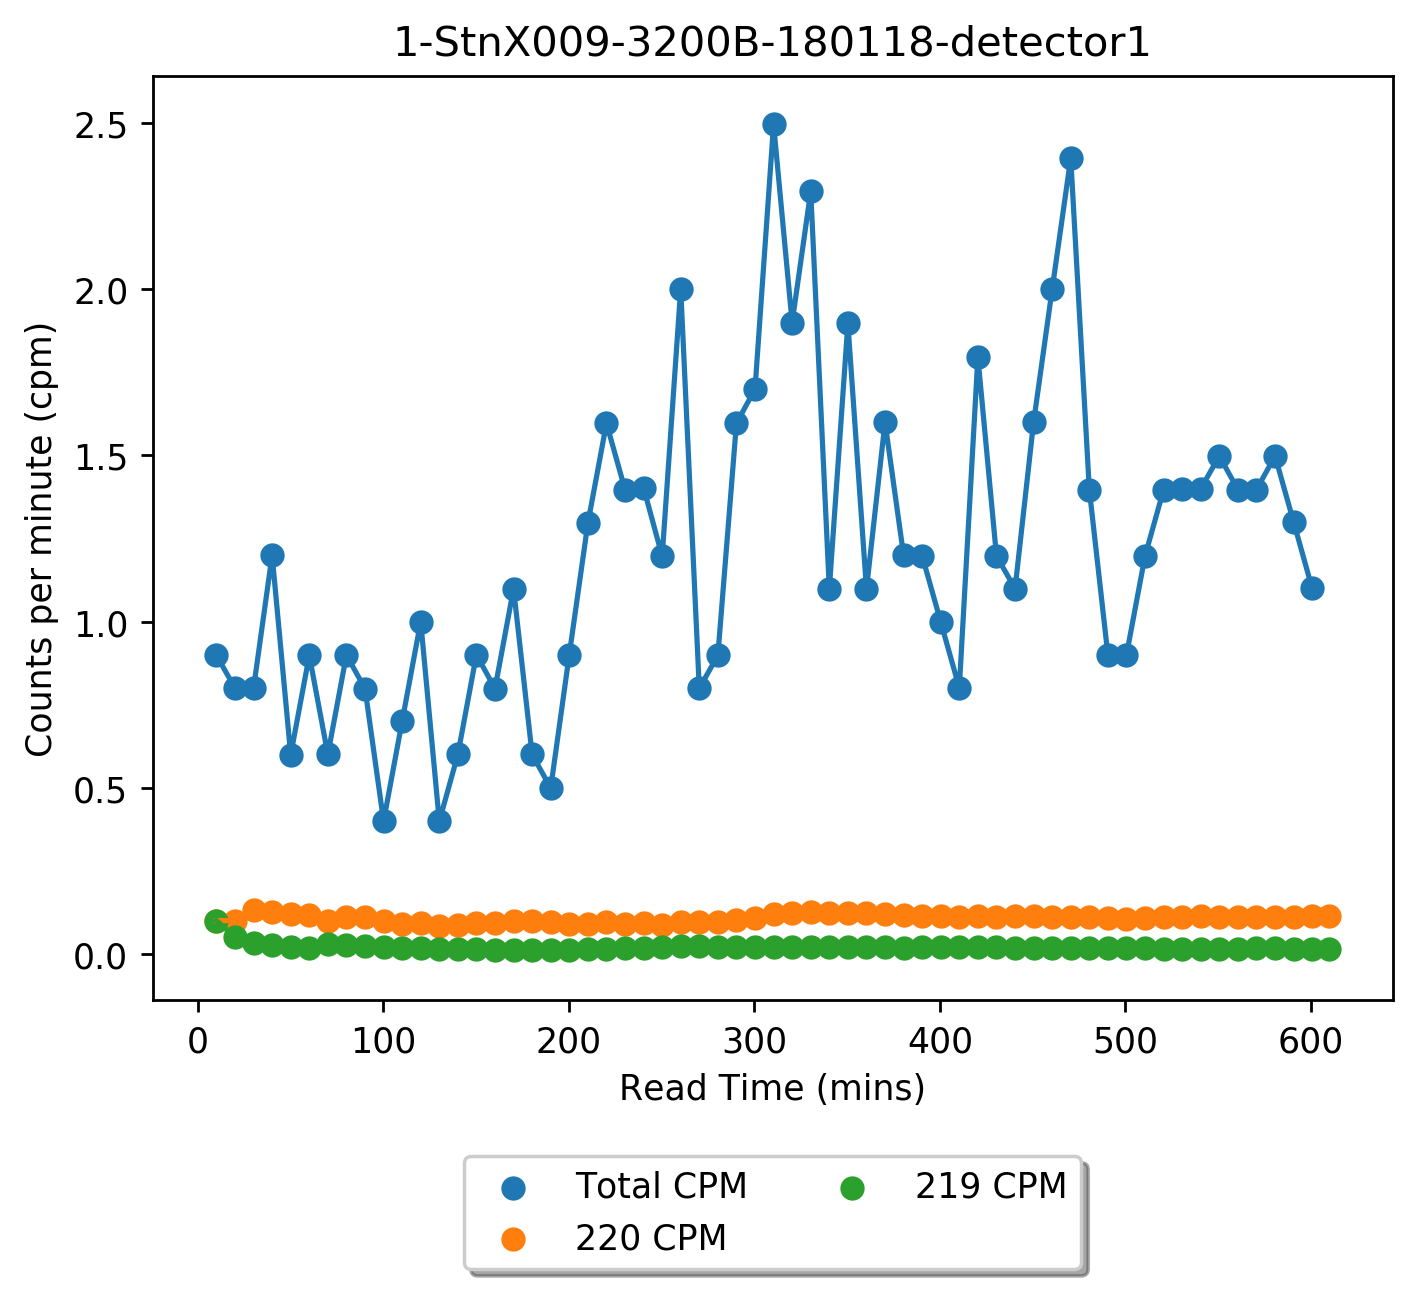 1-StnX009-3200B-180118-detector1
Counts per minute (cpm)
2.5
2.0
1.5
1.0
0.5
0.0
0 100 200 300 400 500 600
Read Time (mins)
Total CPM 219 CPM
220 CPM